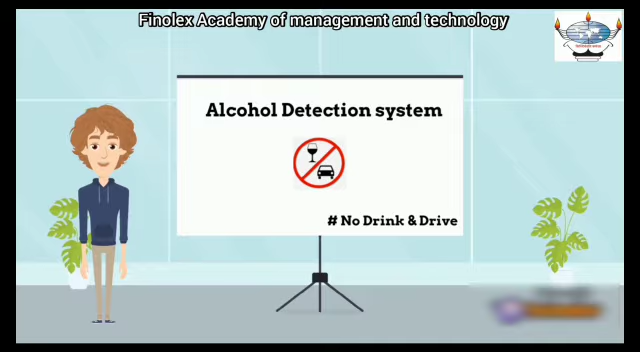 Finolex Academy of management and technology
Alcohol Detection system
# No Drink & Drive